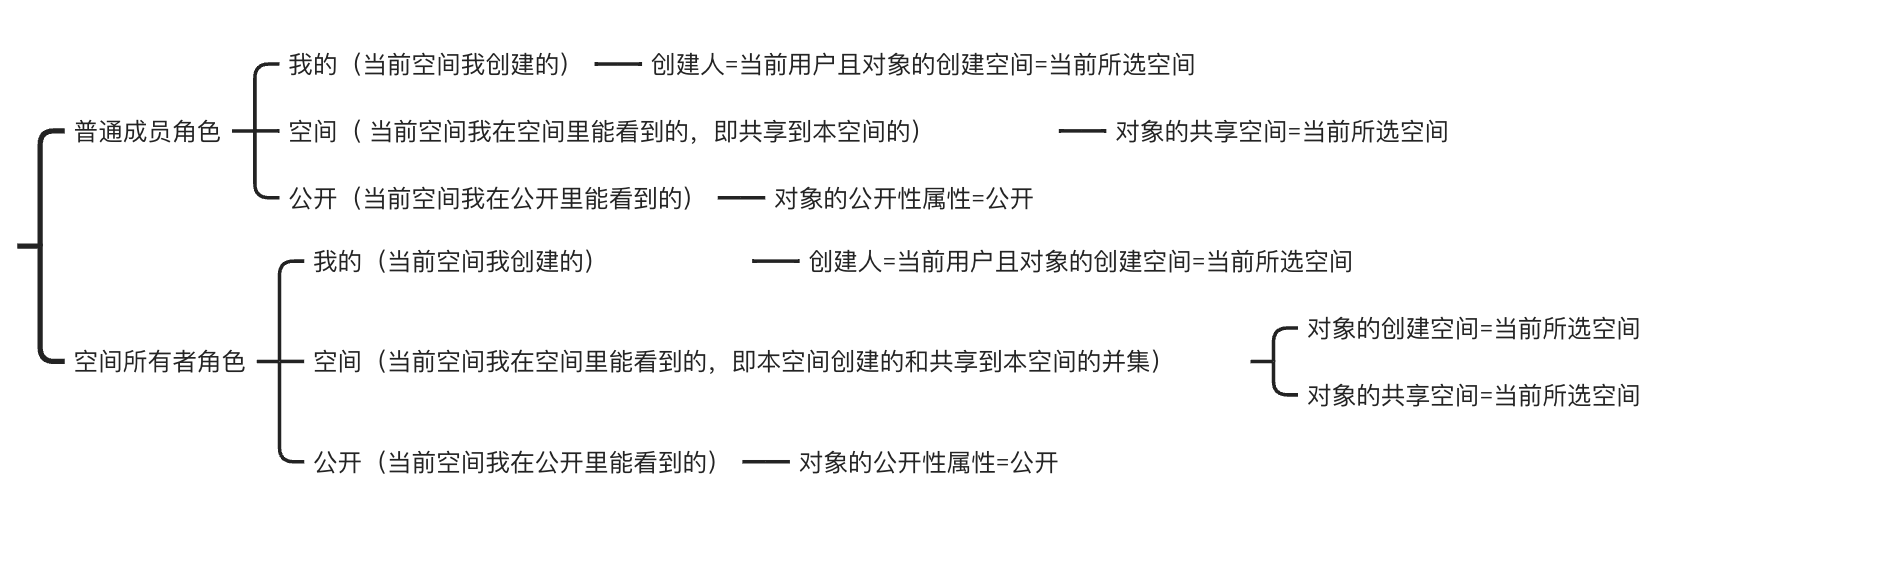 我的（当前空间我创建的）
创建人=当前用户且对象的创建空间=当前所选空间
普通成员角色
空间（ 当前空间我在空间里能看到的，即共享到本空间的）
对象的共享空间=当前所选空间
公开（当前空间我在公开里能看到的）
对象的公开性属性=公开
我的（当前空间我创建的）
创建人=当前用户且对象的创建空间=当前所选空间
空间所有者角色
空间（当前空间我在空间里能看到的，即本空间创建的和共享到本空间的并集）
对象的创建空间=当前所选空间
对象的共享空间=当前所选空间
公开（当前空间我在公开里能看到的）
对象的公开性属性=公开